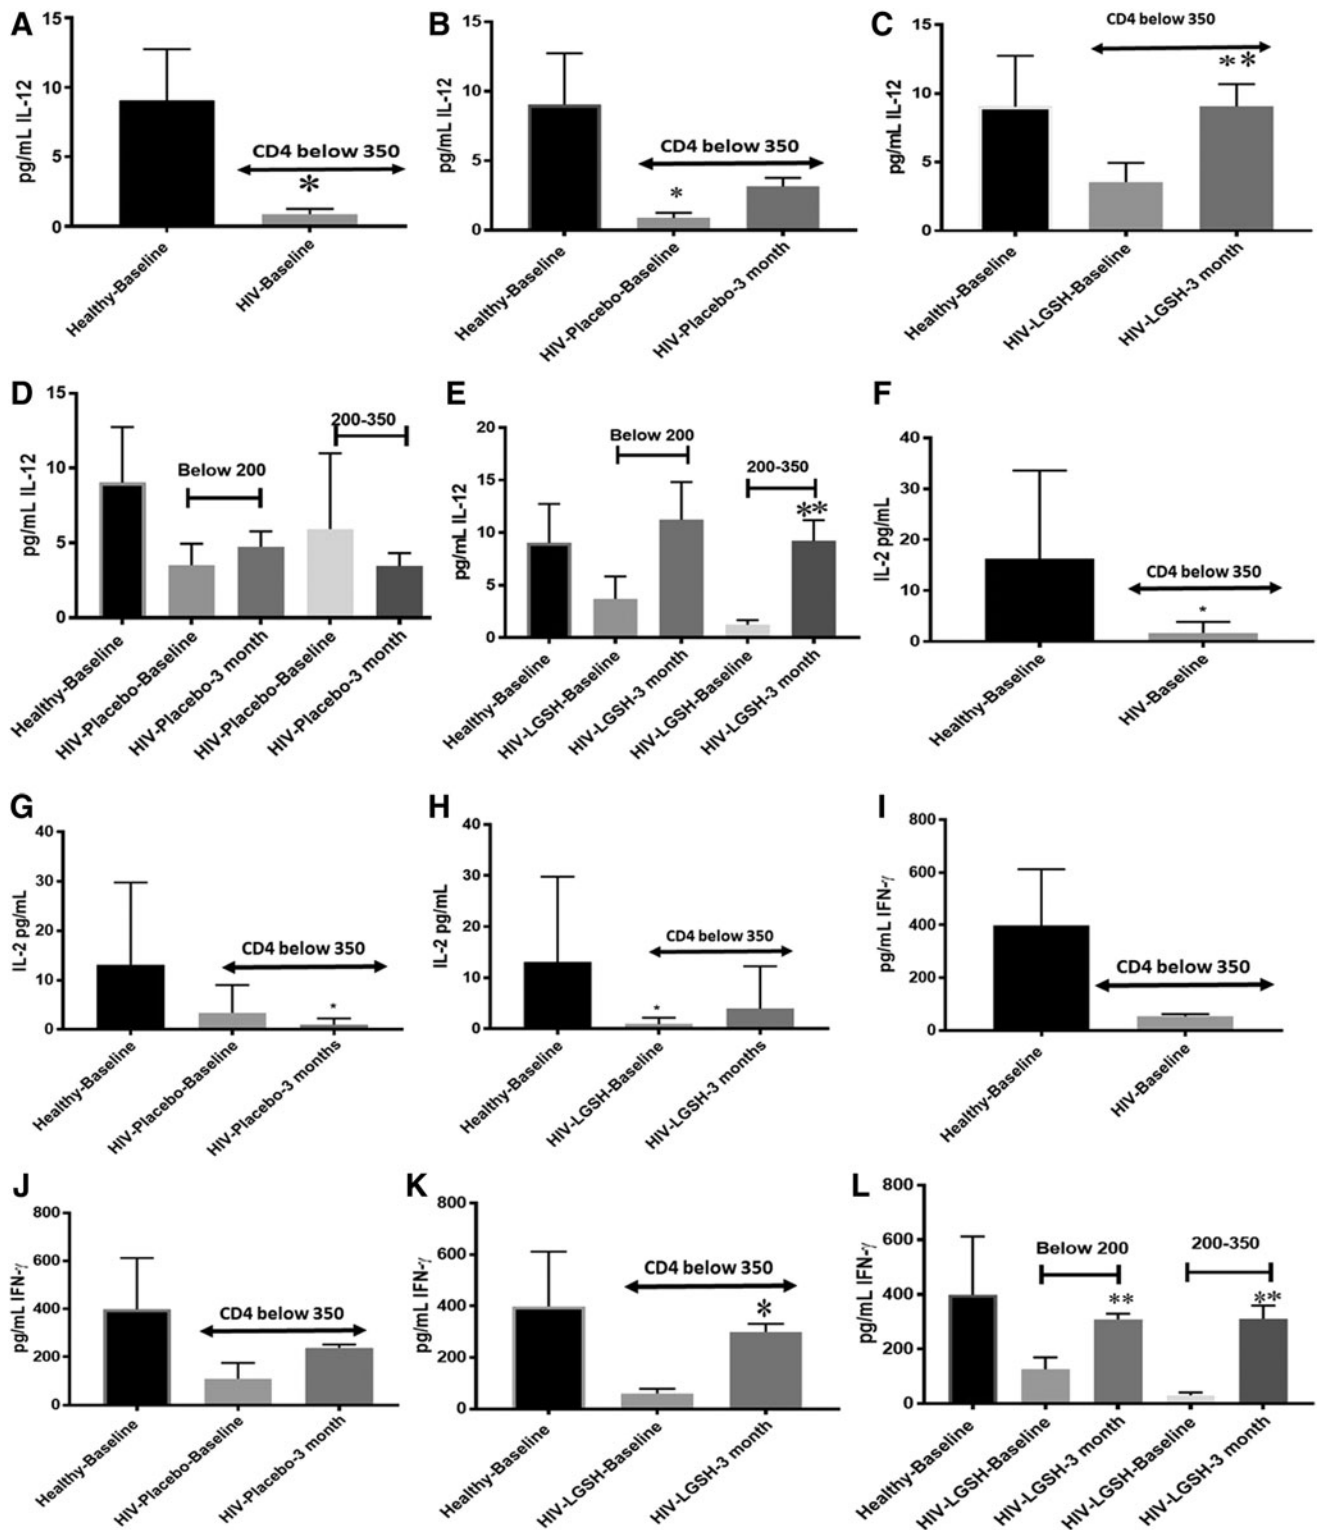 A
15
10
5
0
pg/mL IL-12
CD4 below 350
*
Healthy-Baseline
HIV-Baseline
B
15
10
5
0
pg/mL IL-12
CD4 below 350
*
Healthy-Baseline
HIV-Placebo-Baseline
HIV-Placebo-3 month
C
15
10
5
0
pg/mL IL-12
CD4 below 350
**
Healthy-Baseline
HIV-LGSH-Baseline
HIV-LGSH-3 month
D
15
10
5
0
pg/mL IL-12
Below 200
200-350
Healthy-Baseline
HIV-Placebo-Baseline
HIV-Placebo-3 month
HIV-Placebo-Baseline
HIV-Placebo-3 month
E
20
15
10
5
0
pg/mL IL-12
Below 200
200-350
**
Healthy-Baseline
HIV-LGSH-Baseline
HIV-LGSH-3 month
HIV-LGSH-Baseline
HIV-LGSH-3 month
F
40
30
20
10
0
IL-2 pg/mL
CD4 below 350
*
Healthy-Baseline
HIV-Baseline
G
40
30
20
10
0
IL-2 pg/mL
CD4 below 350
*
Healthy-Baseline
HIV-Placebo-Baseline
HIV-Placebo-3 months
H
40
30
20
10
0
IL-2 pg/mL
CD4 below 350
*
Healthy-Baseline
HIV-LGSH-Baseline
HIV-LGSH-3 months
I
800
600
400
200
0
pg/mL IFN-γ
CD4 below 350
Healthy-Baseline
HIV-Baseline
J
800
600
400
200
0
pg/mL IFN-γ
CD4 below 350
Healthy-Baseline
HIV-Placebo-Baseline
HIV-Placebo-3 month
K
800
600
400
200
0
pg/mL IFN-γ
CD4 below 350
*
Healthy-Baseline
HIV-LGSH-Baseline
HIV-LGSH-3 month
L
800
600
400
200
0
pg/mL IFN-γ
Below 200
200-350
**
**
Healthy-Baseline
HIV-LGSH-Baseline
HIV-LGSH-3 month
HIV-LGSH-Baseline
HIV-LGSH-3 month